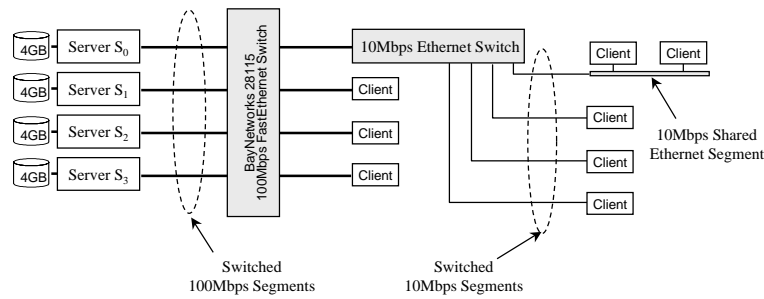 4GB
Server S0
10Mbps Ethernet Switch
Client
Client
4GB
Server S1
Client
4GB
Server S2
Client
4GB
Server S3
Client
BayNetworks 28115
100Mbps FastEthernet Switch
Client
Client
Client
10Mbps Shared
Ethernet Segment
Switched
100Mbps Segments
Switched
10Mbps Segments